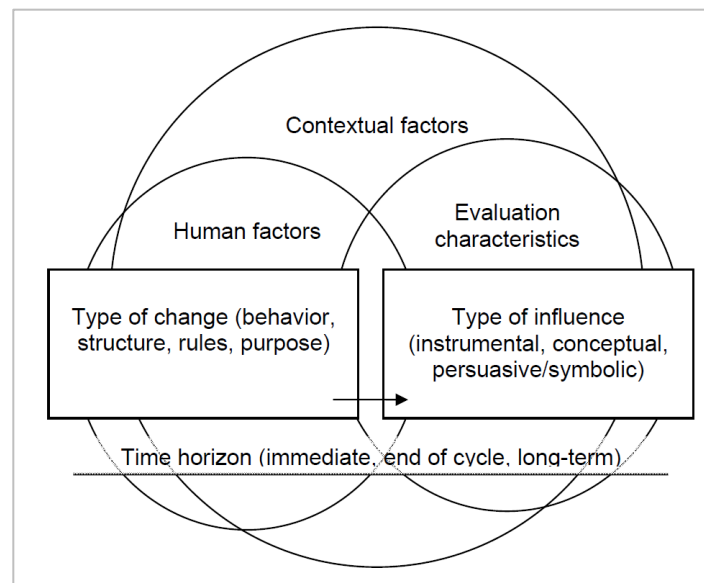 Contextual factors
Human factors
Evaluation
characteristics
Type of change (behavior,
structure, rules, purpose)
Type of influence
(instrumental, conceptual,
persuasive/symbolic)
Time horizon (immediate, end of cycle, long-term)